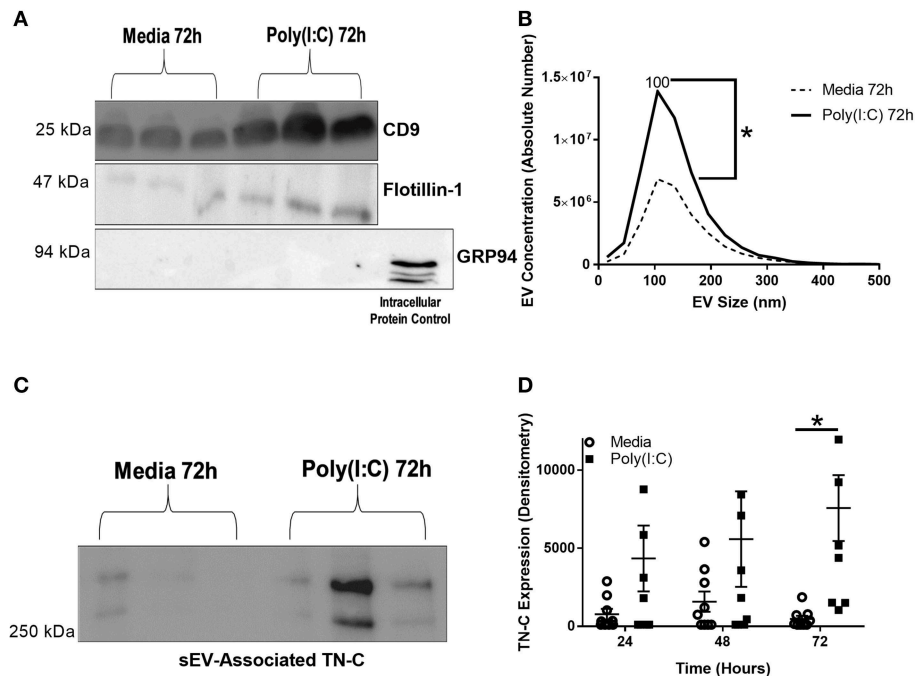 A
Media 72h
Poly(I:C) 72h
25 kDa
CD9
47 kDa
Flotillin-1
94 kDa
GRP94
Intracellular
Protein Control
B
EV Concentration (Absolute Number)
1.5×10⁷
1×10⁷
5×10⁶
0
100
*
Media 72h
Poly(I:C) 72h
0
100
200
300
400
500
EV Size (nm)
C
Media 72h
Poly(I:C) 72h
250 kDa
sEV-Associated TN-C
D
TN-C Expression (Densitometry)
10000
5000
0
Media
Poly(I:C)
*
24
48
72
Time (Hours)